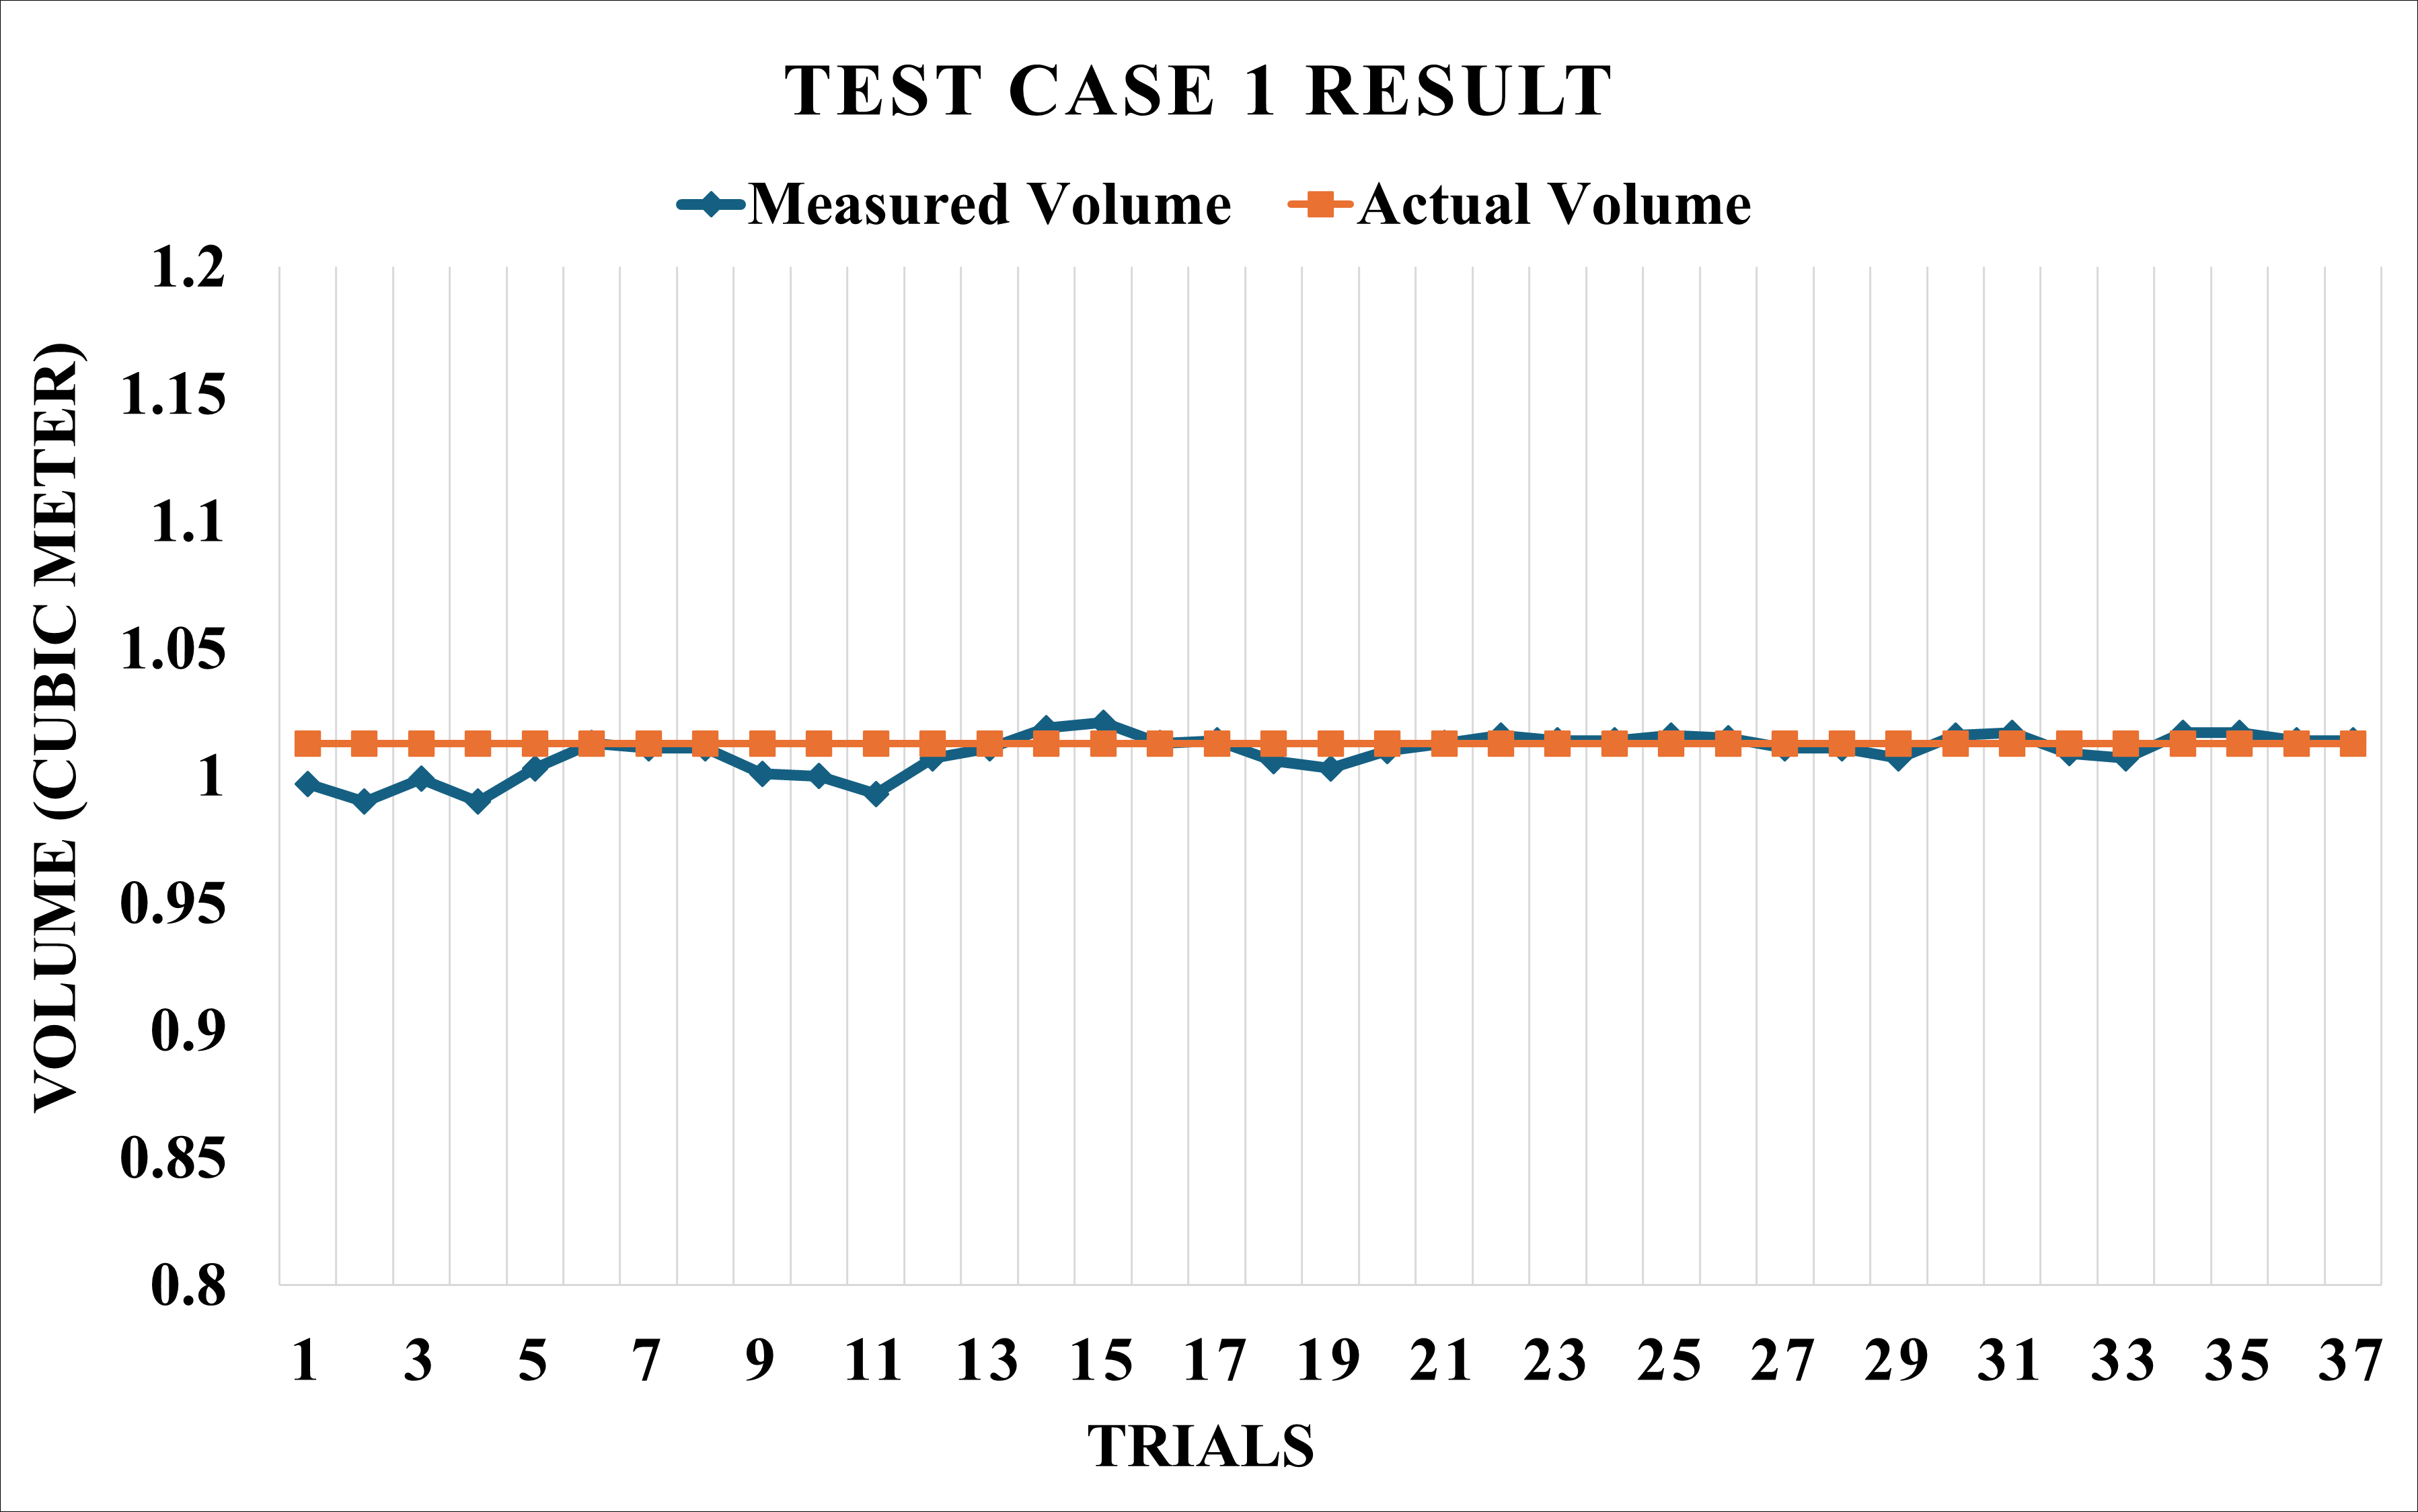 TEST CASE 1 RESULT
Measured Volume Actual Volume
VOLUME (CUBIC METER)
1.2
1.15
1.1
1.05
1
0.95
0.9
0.85
0.8
1 3 5 7 9 11 13 15 17 19 21 23 25 27 29 31 33 35 37
TRIALS